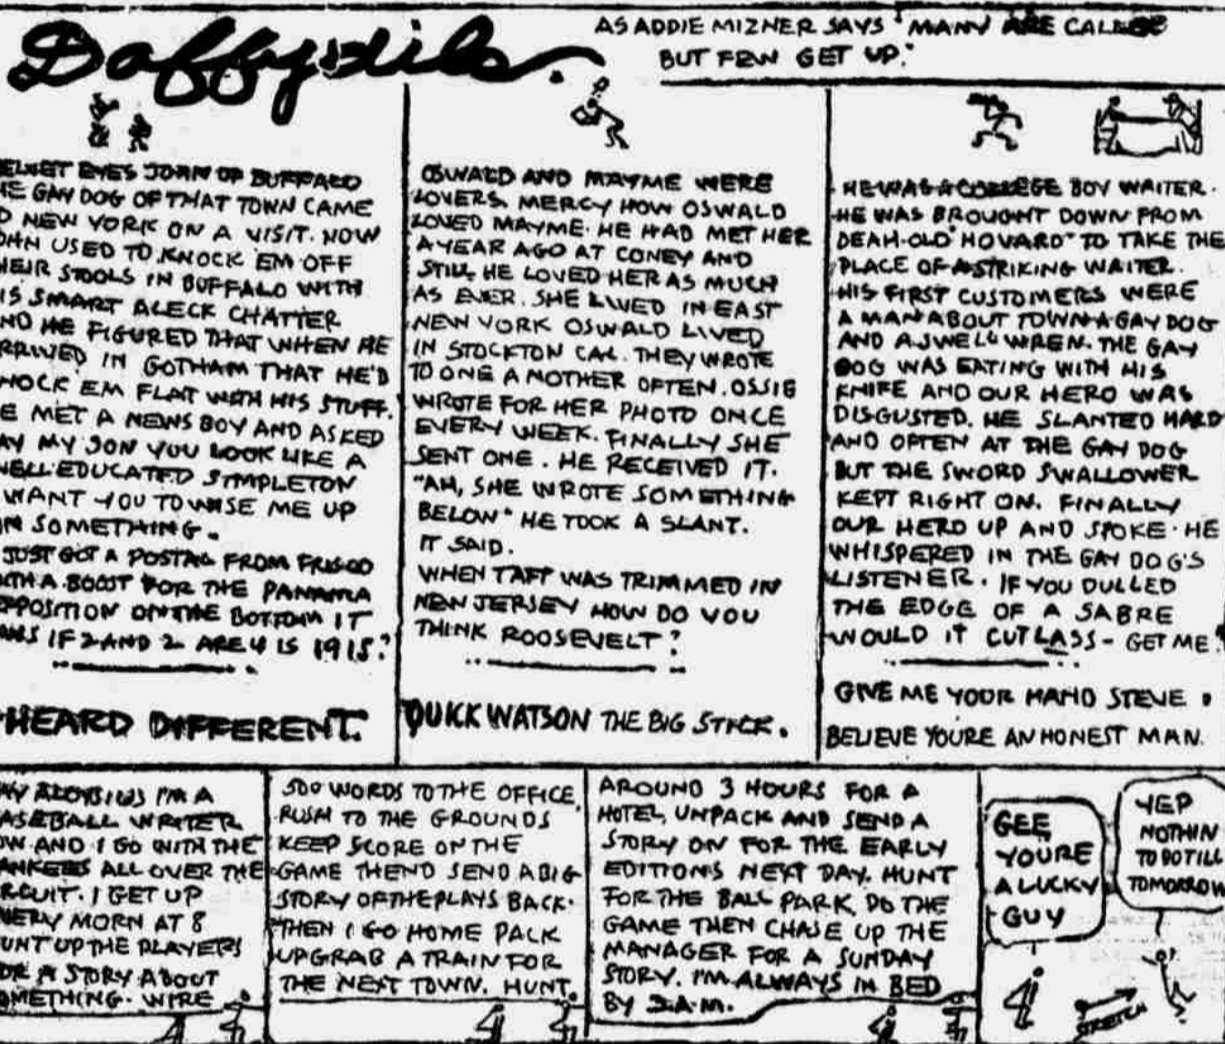 Daffydils.
AS ADDIE MIZNER SAYS "MANY ARE CALLED
BUT FEW GET UP."
EYES JOHN OF BUFFALO
HE GAY DOG OF THAT TOWN CAME
O NEW YORK ON A VISIT. NOW
OHN USED TO KNOCK 'EM OFF
HEIR STOOLS IN BUFFALO WITH
IS SMART ALECK CHATTER
ND HE FIGURED THAT WHEN HE
RRIVED IN GOTHAM THAT HE'D
NOCK EM FLAT WITH HIS STUFF.
E MET A NEWS BOY AND ASKED
AY MY SON YOU LOOK LIKE A
WELL EDUCATED SIMPLETON
WANT YOU TO WISE ME UP
N SOMETHING.
JUST GOT A POSTAL FROM FRISCO
ITH A BOOST FOR THE PANAMA
XPOSITION ON THE BOTTOM IT
IF 2 AND 2 ARE 4 IS 1915?
HEARD DIFFERENT.
OSWALD AND MAYME WERE
LOVERS. MERCY HOW OSWALD
LOVED MAYME. HE HAD MET HER
A YEAR AGO AT CONEY AND
STILL HE LOVED HER AS MUCH
AS EVER. SHE LIVED IN EAST
NEW YORK OSWALD LIVED
IN STOCKTON CAL. THEY WROTE
TO ONE ANOTHER OFTEN. OSSIE
WROTE FOR HER PHOTO ONCE
EVERY WEEK. FINALLY SHE
SENT ONE. HE RECEIVED IT.
"AH, SHE WROTE SOMETHING
BELOW" HE TOOK A SLANT.
IT SAID.
WHEN TAFT WAS TRIMMED IN
NEW JERSEY HOW DO YOU
THINK ROOSEVELT?
QUICK WATSON THE BIG STICK.
HE WAS A COLLEGE BOY WAITER.
HE WAS BROUGHT DOWN FROM
DEAH OLD "HOVARD" TO TAKE THE
PLACE OF A STRIKING WAITER.
HIS FIRST CUSTOMERS WERE
A MAN ABOUT TOWN A GAY DOG
AND A SWELL WREN. THE GAY
DOG WAS EATING WITH HIS
KNIFE AND OUR HERO WAS
DISGUSTED. HE SLANTED HARD
AND OFTEN AT THE GAY DOG
BUT THE SWORD SWALLOWER
KEPT RIGHT ON. FINALLY
OUR HERO UP AND SPOKE. HE
WHISPERED IN THE GAY DOG'S
LISTENER. IF YOU DULLED
THE EDGE OF A SABRE
WOULD IT CUTLASS - GET ME?
GIVE ME YOUR HAND STEVE.
BELIEVE YOURE AN HONEST MAN.
AY ALOYSIUS I'M A
ASEBALL WRITER
OW AND I GO WITH THE
ANKEES ALL OVER THE
RCUIT. I GET UP
VERY MORN AT 8
UNT UP THE PLAYERS
OR A STORY ABOUT
OMETHING. WIRE
500 WORDS TO THE OFFICE,
RUSH TO THE GROUNDS
KEEP SCORE ON THE
GAME THEND SEND A BIG
STORY OF THE PLAYS BACK.
THEN I GO HOME PACK
UP GRAB A TRAIN FOR
THE NEXT TOWN. HUNT
AROUND 3 HOURS FOR A
HOTEL, UNPACK AND SEND A
STORY ON FOR THE EARLY
EDITIONS NEXT DAY. HUNT
FOR THE BALL PARK, DO THE
GAME THEN CHASE UP THE
MANAGER FOR A SUNDAY
STORY. I'M ALWAYS IN BED
BY 3 A.M.
GEE
YOURE
A LUCKY
GUY
YEP
NOTHIN
TO DO TILL
TOMORROW
STRETCH